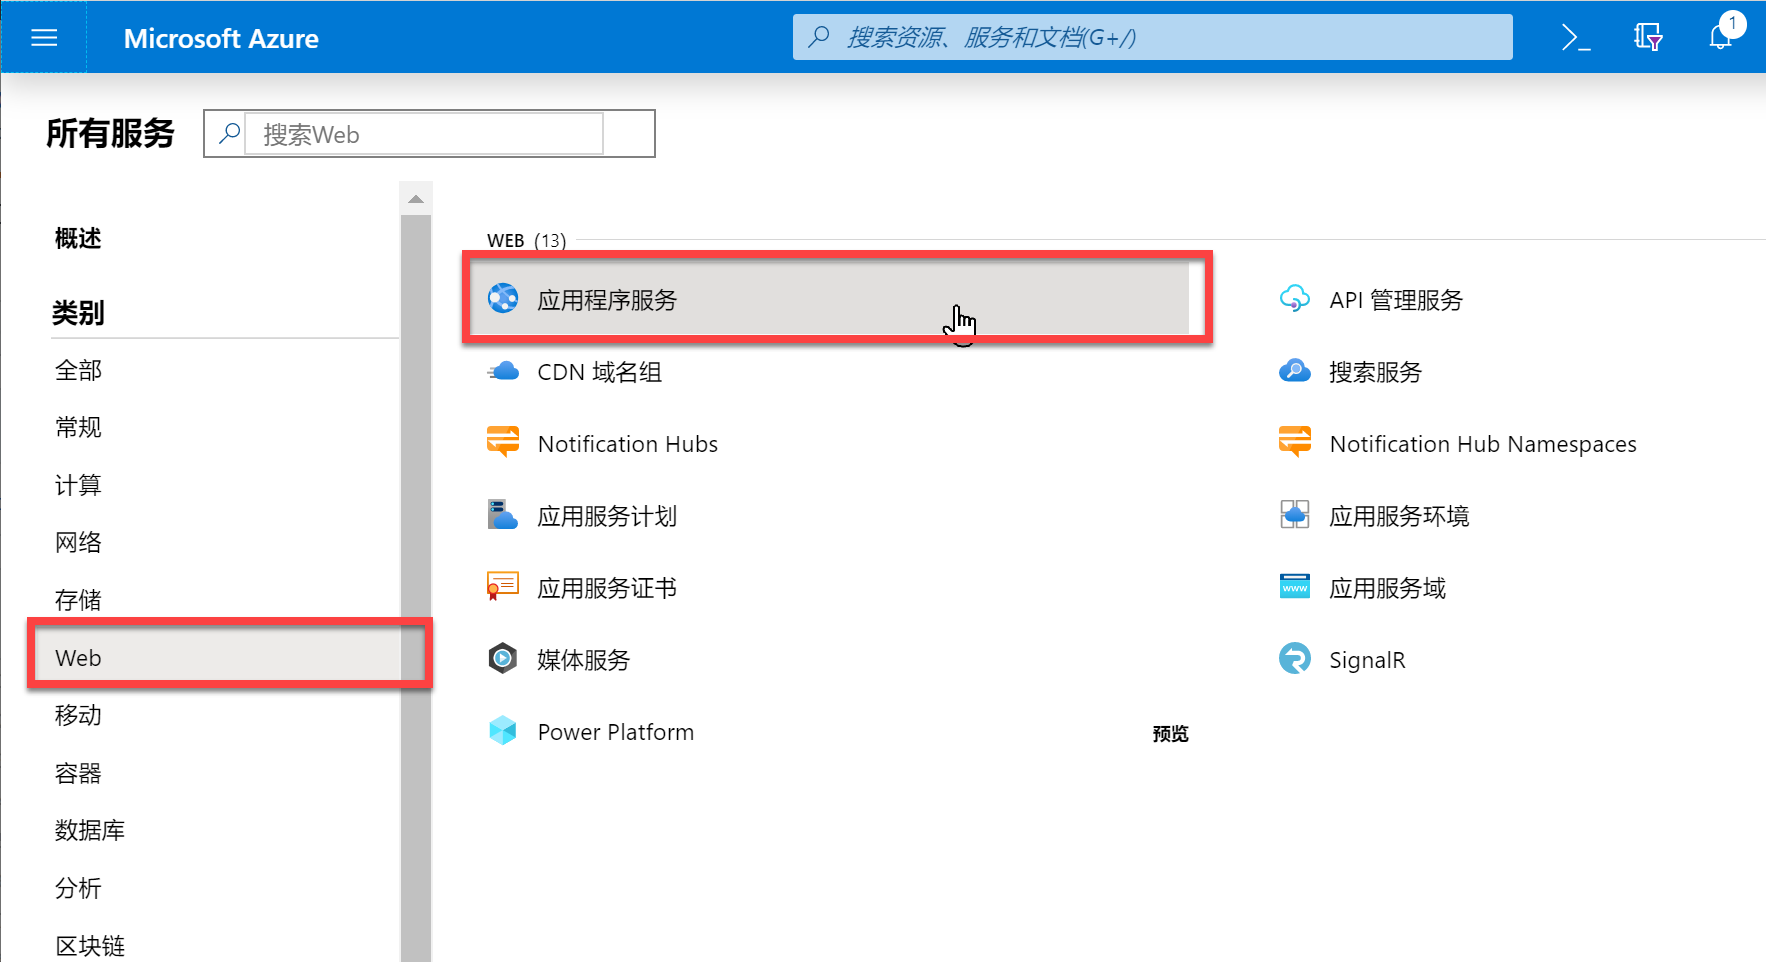 Microsoft Azure
搜索资源、服务和文档(G+/)
1
所有服务
搜索Web
概述
类别
全部
常规
计算
网络
存储
Web
移动
容器
数据库
分析
区块链
WEB (13)
应用程序服务
API 管理服务
CDN 域名组
搜索服务
Notification Hubs
Notification Hub Namespaces
应用服务计划
应用服务环境
应用服务证书
www
应用服务域
媒体服务
SignalR
Power Platform
预览